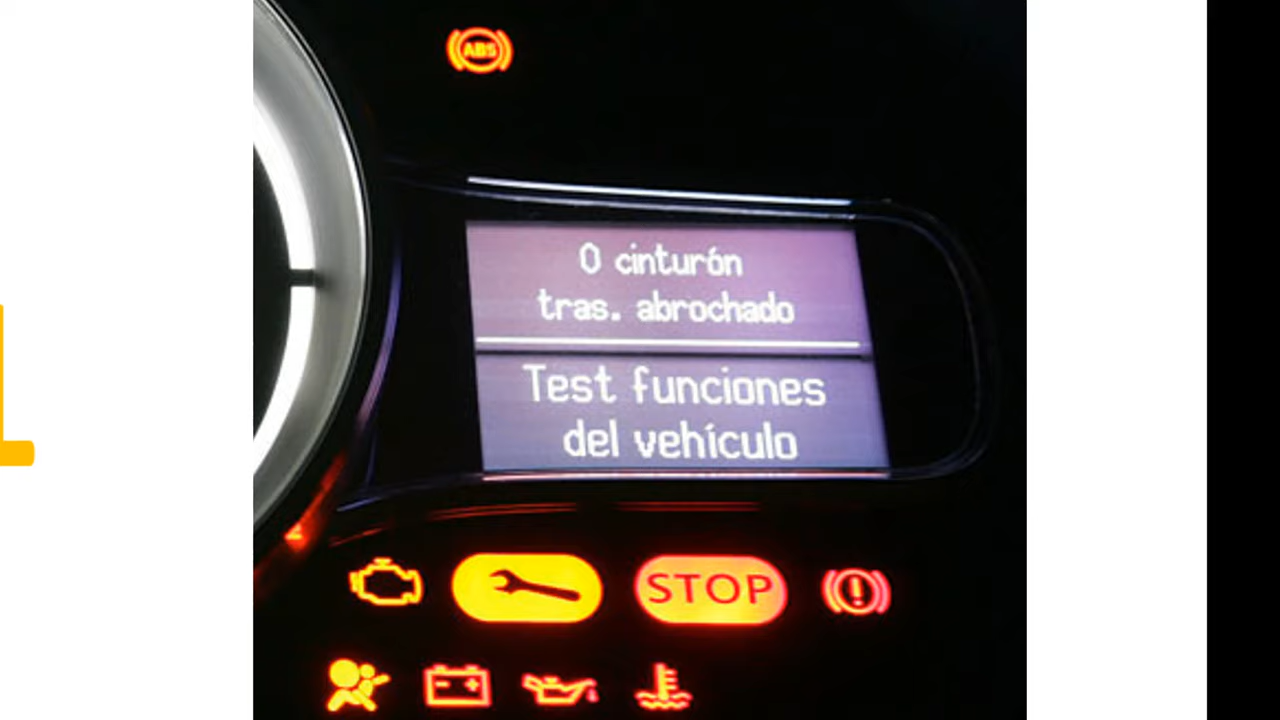 ABS
0 cinturón
tras. abrochado
Test funciones
del vehículo
STOP